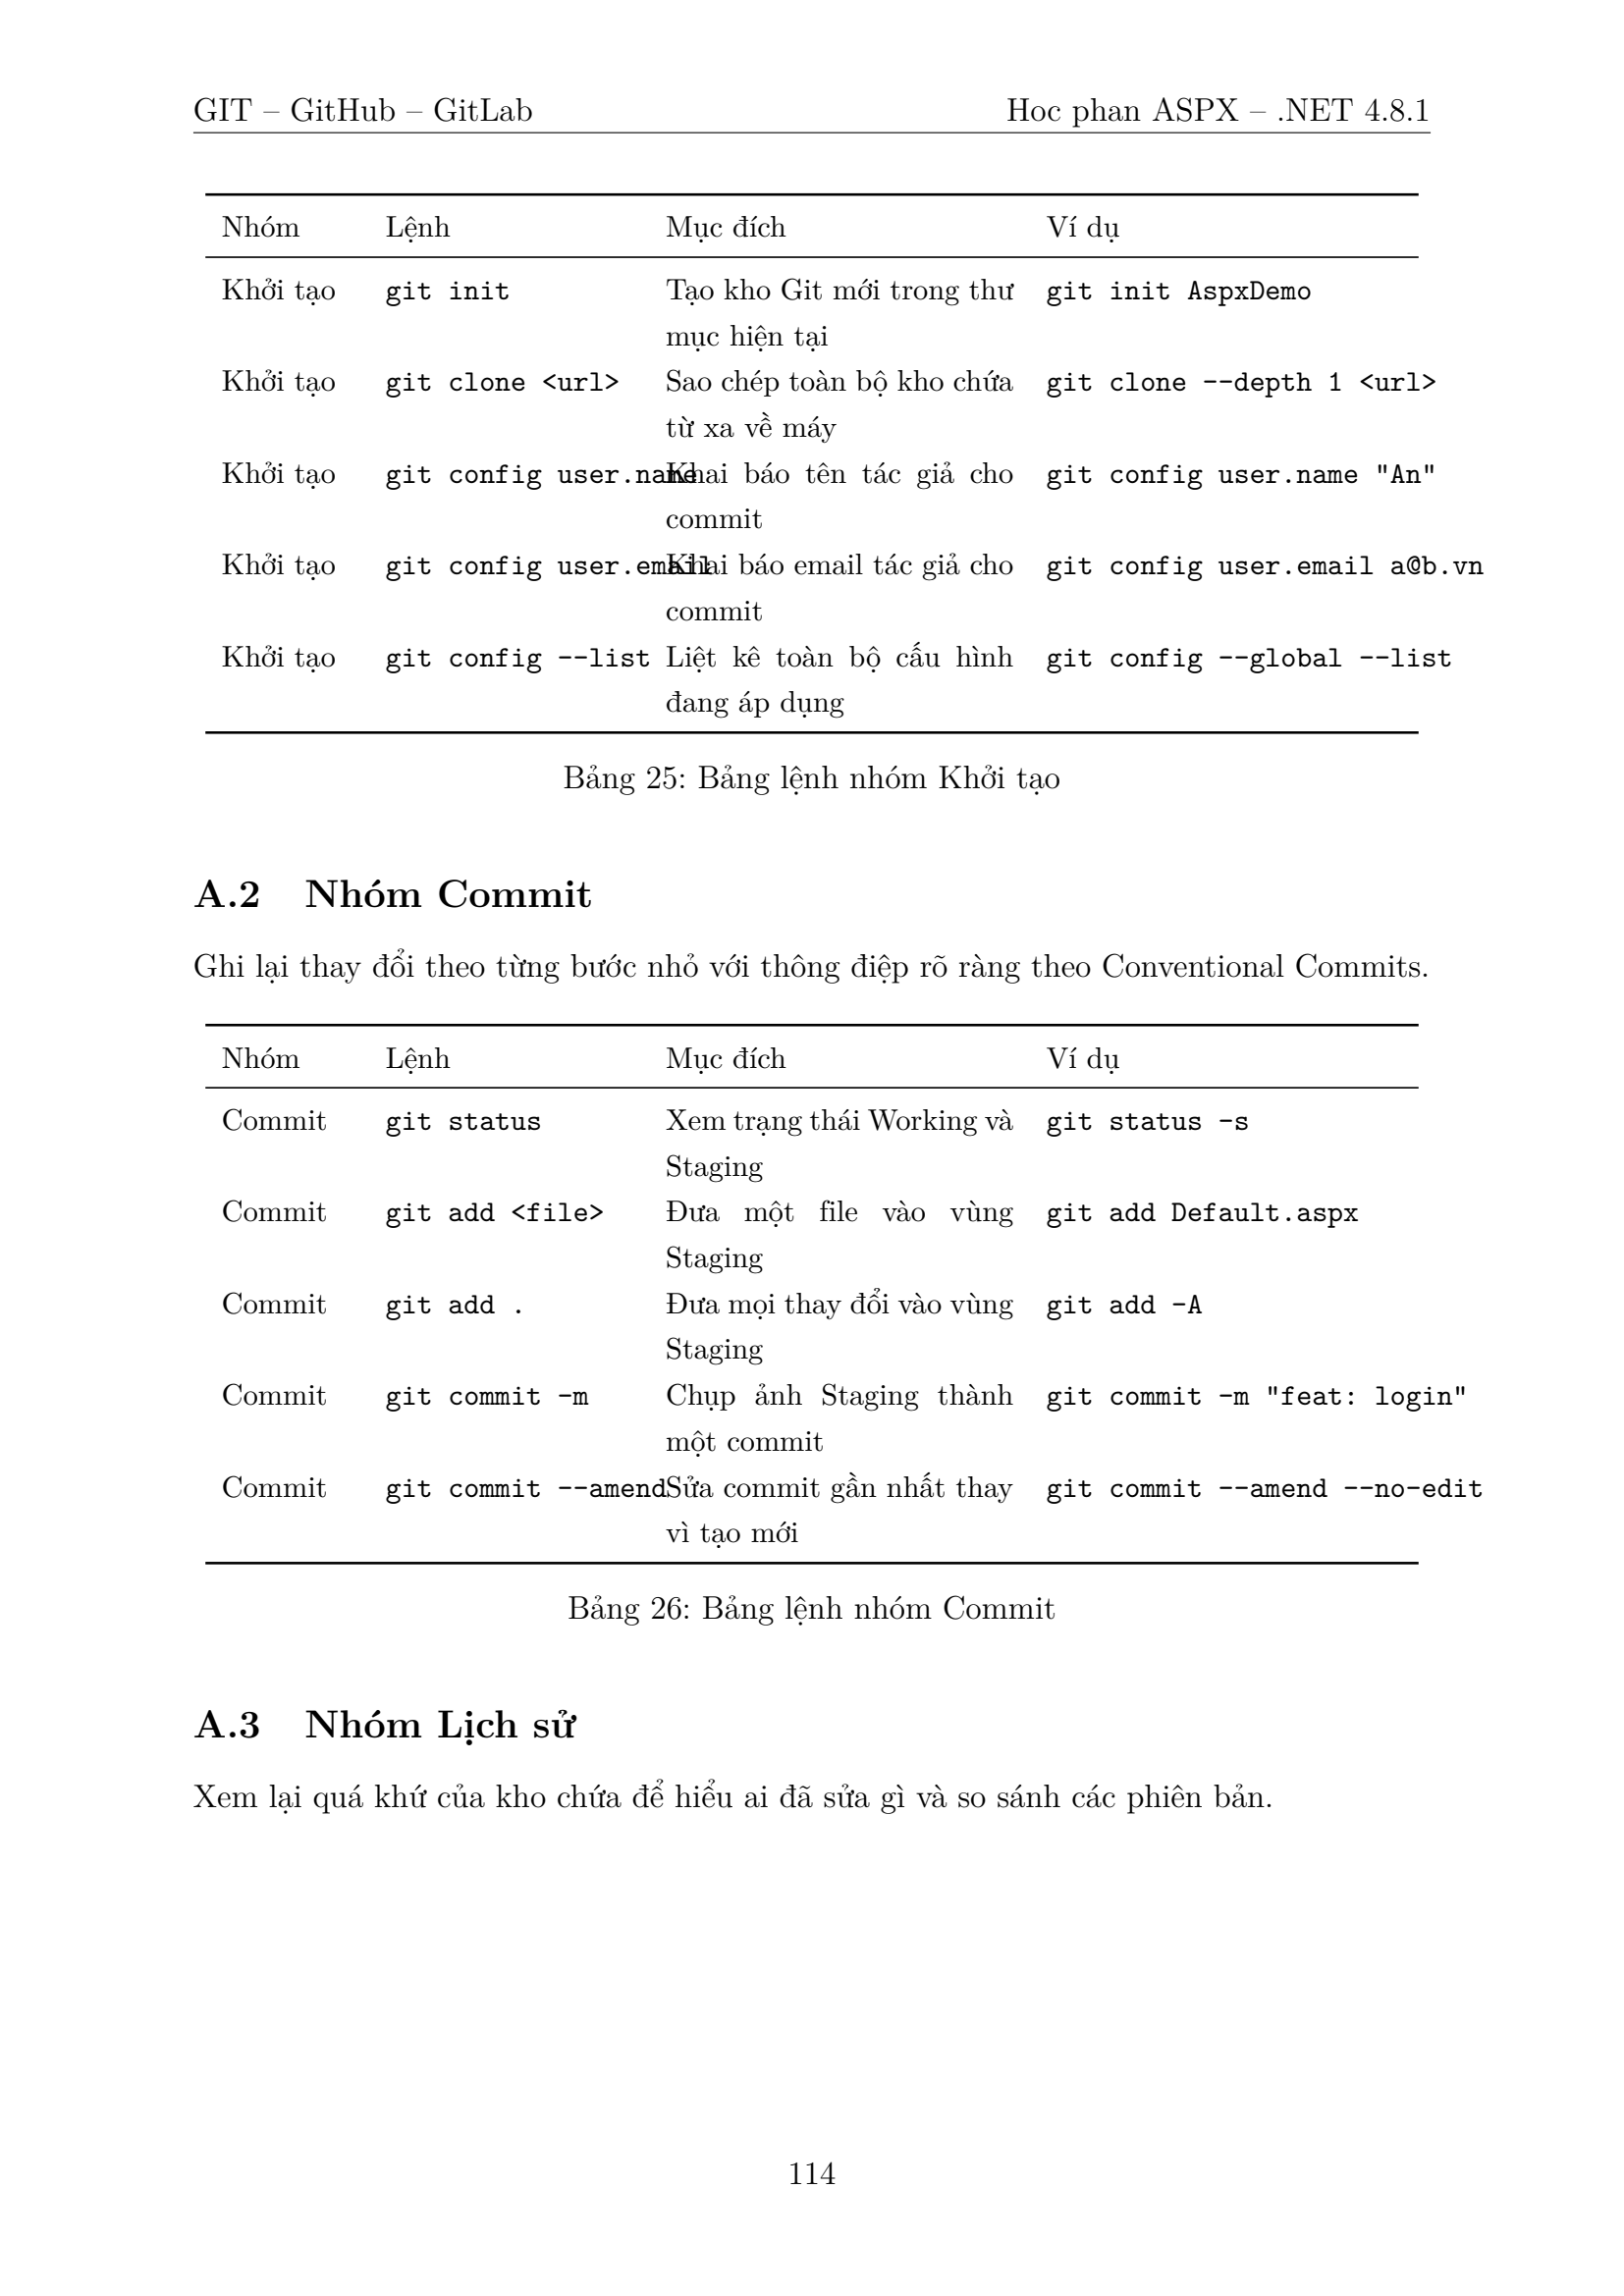 GIT – GitHub – GitLab Hoc phan ASPX – .NET 4.8.1
Nhóm Lệnh Mục đích Ví dụ
Khởi tạo git init Tạo kho Git mới trong thư git init AspxDemo
mục hiện tại
Khởi tạo git clone <url> Sao chép toàn bộ kho chứa git clone --depth 1 <url>
từ xa về máy
Khởi tạo git config user.name Khai báo tên tác giả cho git config user.name "An"
commit
Khởi tạo git config user.email Khai báo email tác giả cho git config user.email a@b.vn
commit
Khởi tạo git config --list Liệt kê toàn bộ cấu hình git config --global --list
đang áp dụng
Bảng 25: Bảng lệnh nhóm Khởi tạo
A.2 Nhóm Commit
Ghi lại thay đổi theo từng bước nhỏ với thông điệp rõ ràng theo Conventional Commits.
Nhóm Lệnh Mục đích Ví dụ
Commit git status Xem trạng thái Working và git status -s
Staging
Commit git add <file> Đưa một file vào vùng git add Default.aspx
Staging
Commit git add . Đưa mọi thay đổi vào vùng git add -A
Staging
Commit git commit -m Chụp ảnh Staging thành git commit -m "feat: login"
một commit
Commit git commit --amend Sửa commit gần nhất thay git commit --amend --no-edit
vì tạo mới
Bảng 26: Bảng lệnh nhóm Commit
A.3 Nhóm Lịch sử
Xem lại quá khứ của kho chứa để hiểu ai đã sửa gì và so sánh các phiên bản.
114